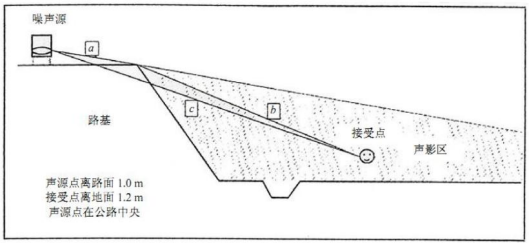 噪声源
a
c
b
接受点
声影区
路基
声源点离路面 1.0 m
接受点离地面 1.2 m
声源点在公路中央